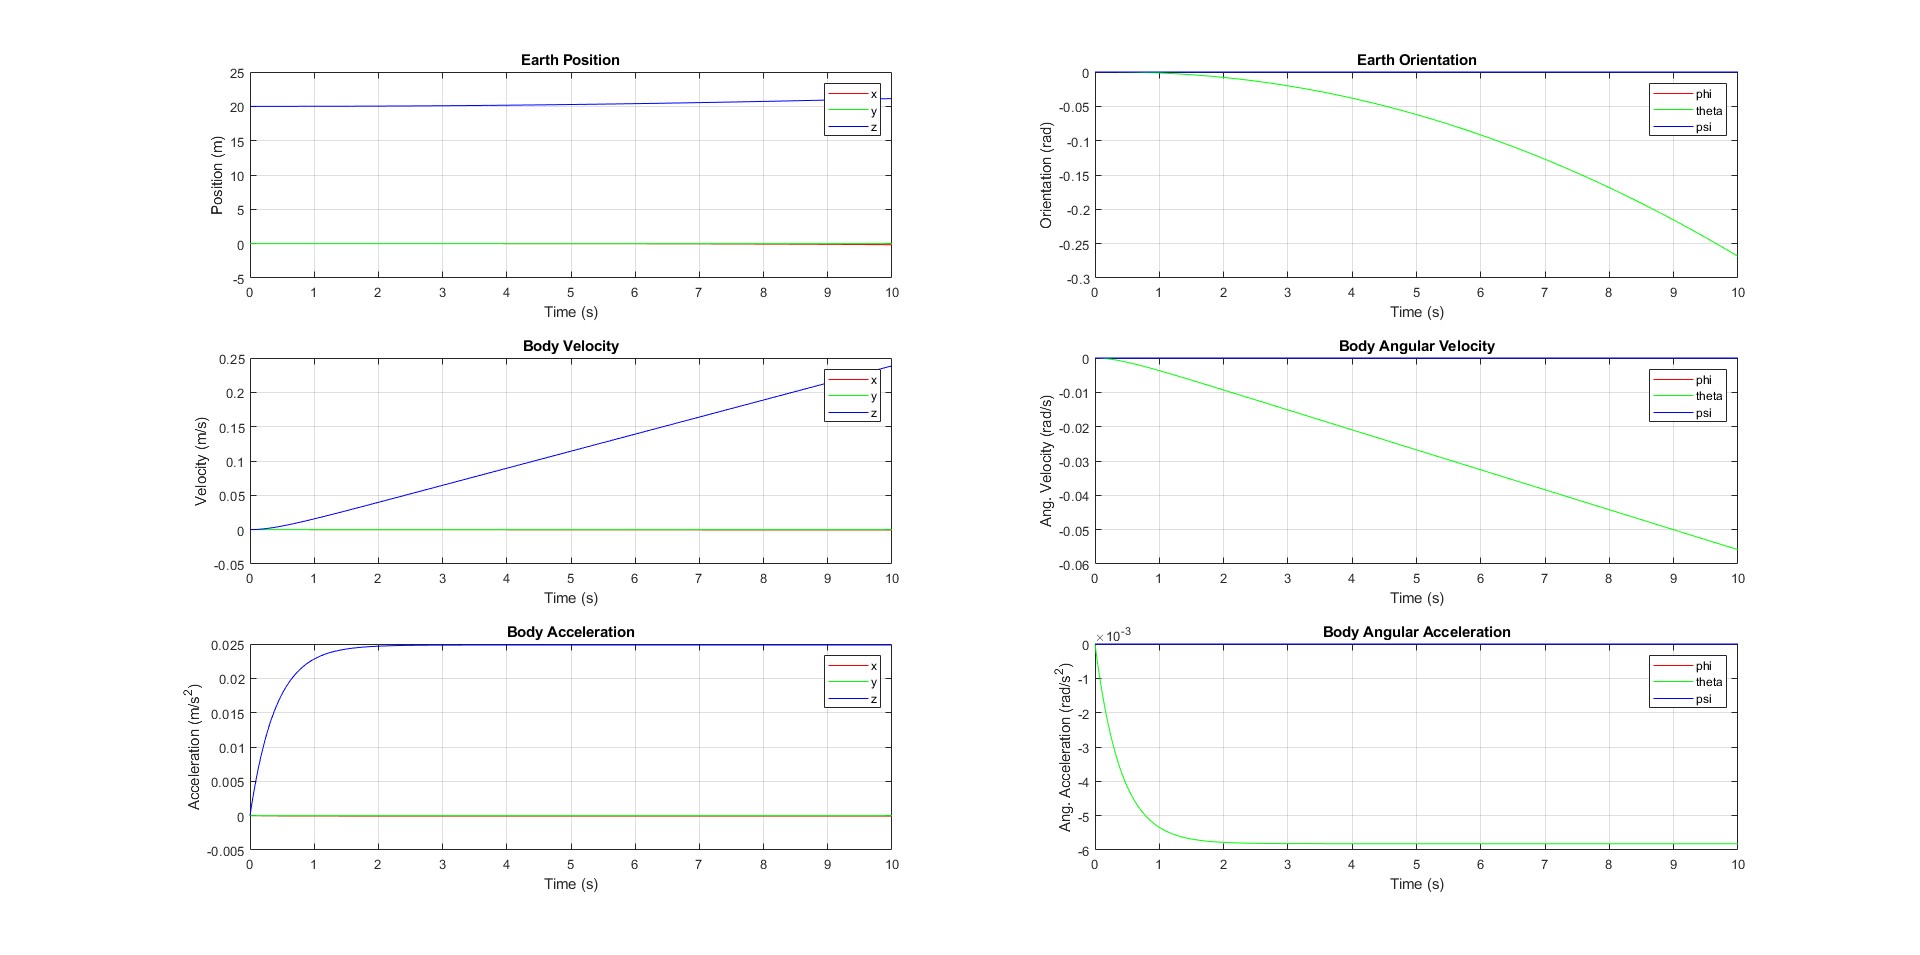 Earth Position
Position (m)
25
20
15
10
5
0
-5
x
y
z
0 1 2 3 4 5 6 7 8 9 10
Time (s)
Earth Orientation
Orientation (rad)
0
-0.05
-0.1
-0.15
-0.2
-0.25
-0.3
phi
theta
psi
0 1 2 3 4 5 6 7 8 9 10
Time (s)
Body Velocity
Velocity (m/s)
0.25
0.2
0.15
0.1
0.05
0
-0.05
x
y
z
0 1 2 3 4 5 6 7 8 9 10
Time (s)
Body Angular Velocity
Ang. Velocity (rad/s)
0
-0.01
-0.02
-0.03
-0.04
-0.05
-0.06
phi
theta
psi
0 1 2 3 4 5 6 7 8 9 10
Time (s)
Body Acceleration
Acceleration (m/s²)
0.025
0.02
0.015
0.01
0.005
0
-0.005
x
y
z
0 1 2 3 4 5 6 7 8 9 10
Time (s)
Body Angular Acceleration
×10⁻³
Ang. Acceleration (rad/s²)
0
-1
-2
-3
-4
-5
-6
phi
theta
psi
0 1 2 3 4 5 6 7 8 9 10
Time (s)